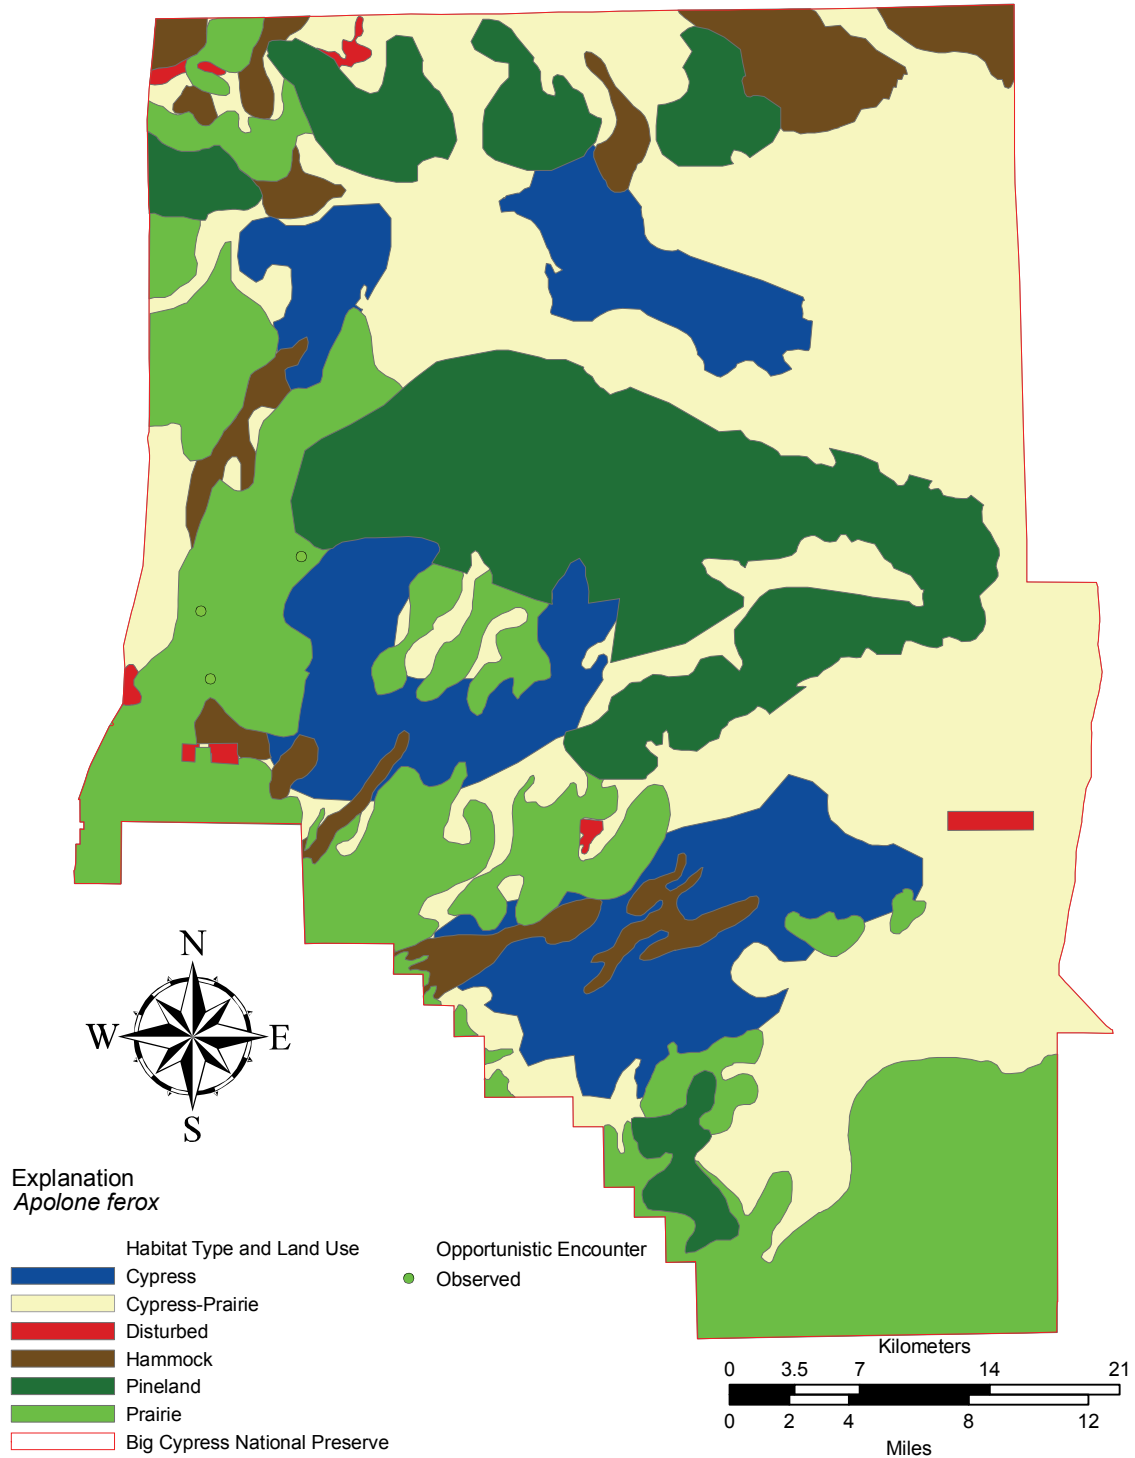 N
W E
S
Explanation
Apolone ferox
Habitat Type and Land Use
Cypress
Cypress-Prairie
Disturbed
Hammock
Pineland
Prairie
Big Cypress National Preserve
Opportunistic Encounter
Observed
Kilometers
0 3.5 7 14 21
0 2 4 8 12
Miles